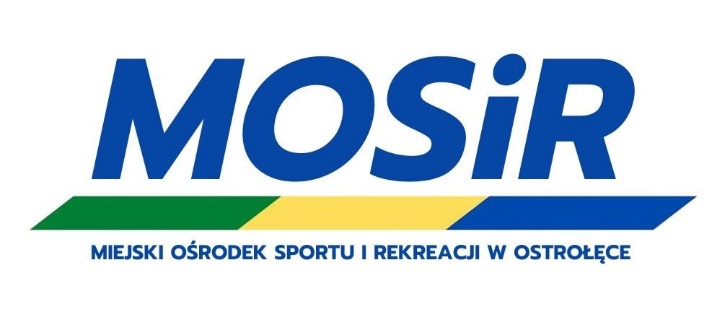 MOSiR
MIEJSKI OŚRODEK SPORTU I REKREACJI W OSTROŁĘCE